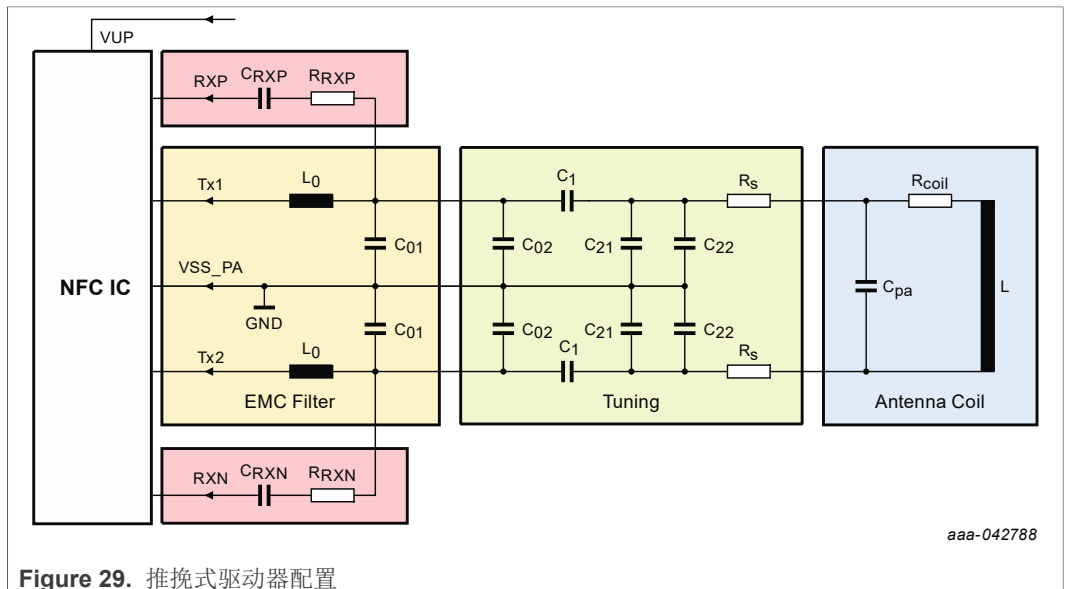 VUP
RXP
CRXP
RRXP
Tx1
L0
C01
VSS_PA
GND
NFC IC
C01
Tx2
L0
EMC Filter
RXN
CRXN
RRXN
C1
Rs
C02
C21
C22
C02
C21
C22
C1
Rs
Tuning
Rcoil
Cpa
L
Antenna Coil
aaa-042788
Figure 29. 推挽式驱动器配置